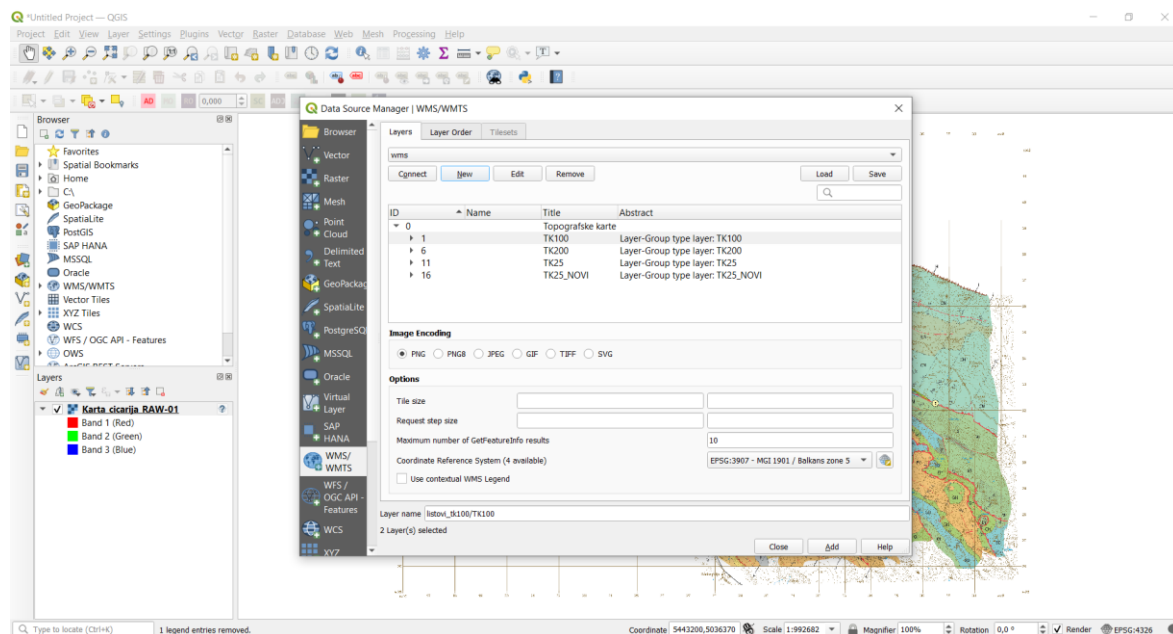 *Untitled Project — QGIS
Project Edit View Layer Settings Plugins Vector Raster Database Web Mesh Processing Help
0,000
Browser
Favorites
Spatial Bookmarks
Home
C:\
GeoPackage
SpatiaLite
PostGIS
SAP HANA
MSSQL
Oracle
WMS/WMTS
Vector Tiles
XYZ Tiles
WCS
WFS / OGC API - Features
OWS
ArcGIS REST Servers
Layers
Karta_cicarija_RAW-01 ?
Band 1 (Red)
Band 2 (Green)
Band 3 (Blue)
Data Source Manager | WMS/WMTS
Browser
Vector
Raster
Mesh
Point
Cloud
Delimited
Text
GeoPackag
SpatiaLite
PostgreSQ
MSSQL
Oracle
Virtual
Layer
SAP
HANA
WMS/
WMTS
WFS /
OGC API -
Features
WCS
XYZ
Layers Layer Order Tilesets
wms
Connect New Edit Remove Load Save
ID Name Title Abstract
0 Topografske karte
1 TK100 Layer-Group type layer: TK100
6 TK200 Layer-Group type layer: TK200
11 TK25 Layer-Group type layer: TK25
16 TK25_NOVI Layer-Group type layer: TK25_NOVI
Image Encoding
PNG PNG8 JPEG GIF TIFF SVG
Options
Tile size
Request step size
Maximum number of GetFeatureInfo results 10
Coordinate Reference System (4 available) EPSG:3907 - MGI 1901 / Balkans zone 5
Use contextual WMS Legend
Layer name listovi_tk100/TK100
2 Layer(s) selected
Close Add Help
Type to locate (Ctrl+K) 1 legend entries removed. Coordinate 5443200,5036370 Scale 1:992682 Magnifier 100% Rotation 0,0 ° Render EPSG:4326